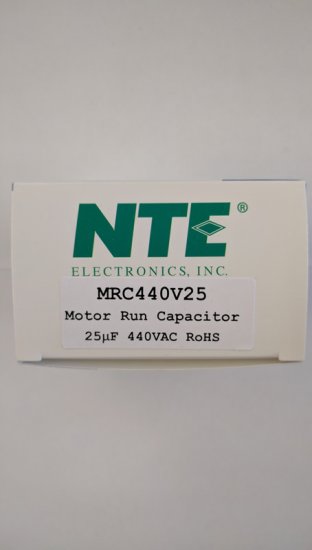 NTE®
ELECTRONICS, INC.
MRC440V25
Motor Run Capacitor
25µF 440VAC RoHS